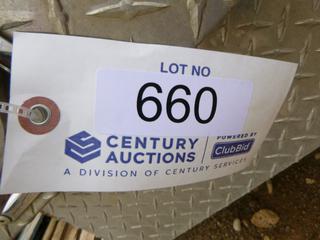 LOT NO
660
CENTURY AUCTIONS
POWERED BY
ClubBid
A DIVISION OF CENTURY SERVICES